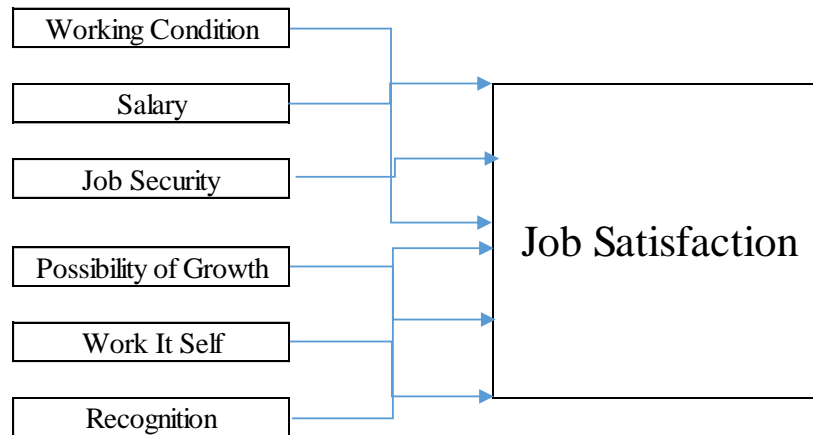 Working Condition
Salary
Job Security
Possibility of Growth
Work It Self
Recognition
Job Satisfaction